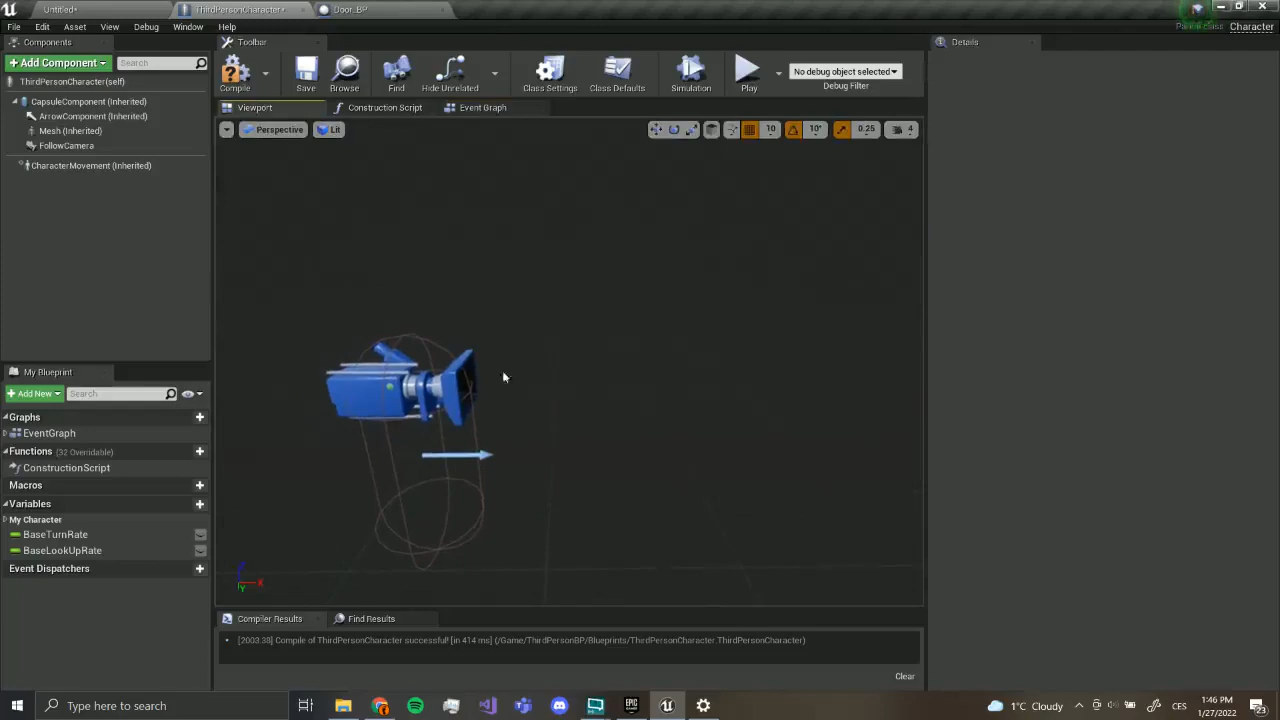 Untitled*
ThirdPersonCharacter*
Door_BP
File Edit Asset View Debug Window Help
Parent class: Character
Components
Toolbar
Details
+ Add Component
Search
ThirdPersonCharacter(self)
CapsuleComponent (Inherited)
ArrowComponent (Inherited)
Mesh (Inherited)
FollowCamera
CharacterMovement (Inherited)
Compile
Save
Browse
Find
Hide Unrelated
Class Settings
Class Defaults
Simulation
Play
No debug object selected
Debug Filter
Viewport
Construction Script
Event Graph
Perspective
Lit
10
10°
0.25
4
Z
X
Y
My Blueprint
+ Add New
Search
Graphs
EventGraph
Functions (32 Overridable)
ConstructionScript
Macros
Variables
My Character
BaseTurnRate
BaseLookUpRate
Event Dispatchers
Compiler Results
Find Results
[2003.38] Compile of ThirdPersonCharacter successful! [in 414 ms] (/Game/ThirdPersonBP/Blueprints/ThirdPersonCharacter.ThirdPersonCharacter)
Clear
Type here to search
1°C Cloudy
CES
1:46 PM
1/27/2022
23